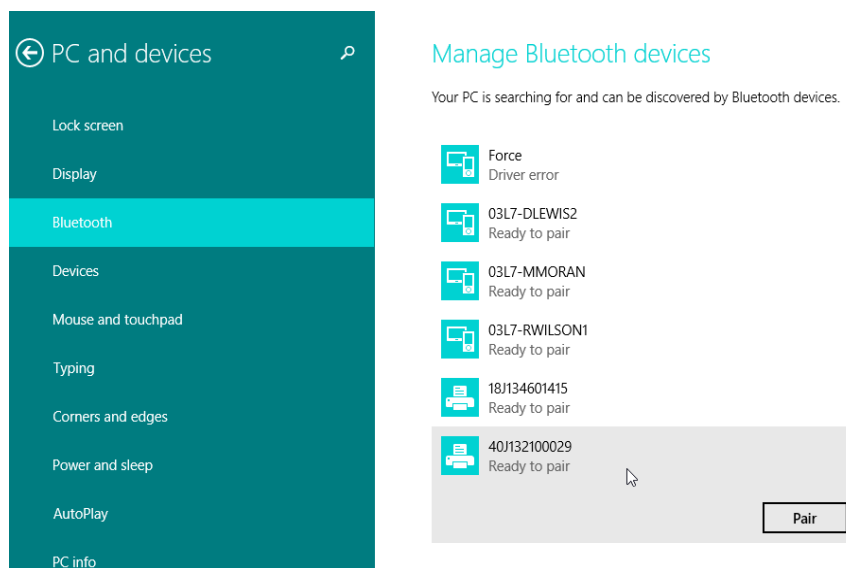 PC and devices
Lock screen
Display
Bluetooth
Devices
Mouse and touchpad
Typing
Corners and edges
Power and sleep
AutoPlay
PC info
Manage Bluetooth devices
Your PC is searching for and can be discovered by Bluetooth devices.
Force
Driver error
03L7-DLEWIS2
Ready to pair
03L7-MMORAN
Ready to pair
03L7-RWILSON1
Ready to pair
18J134601415
Ready to pair
40J132100029
Ready to pair
Pair